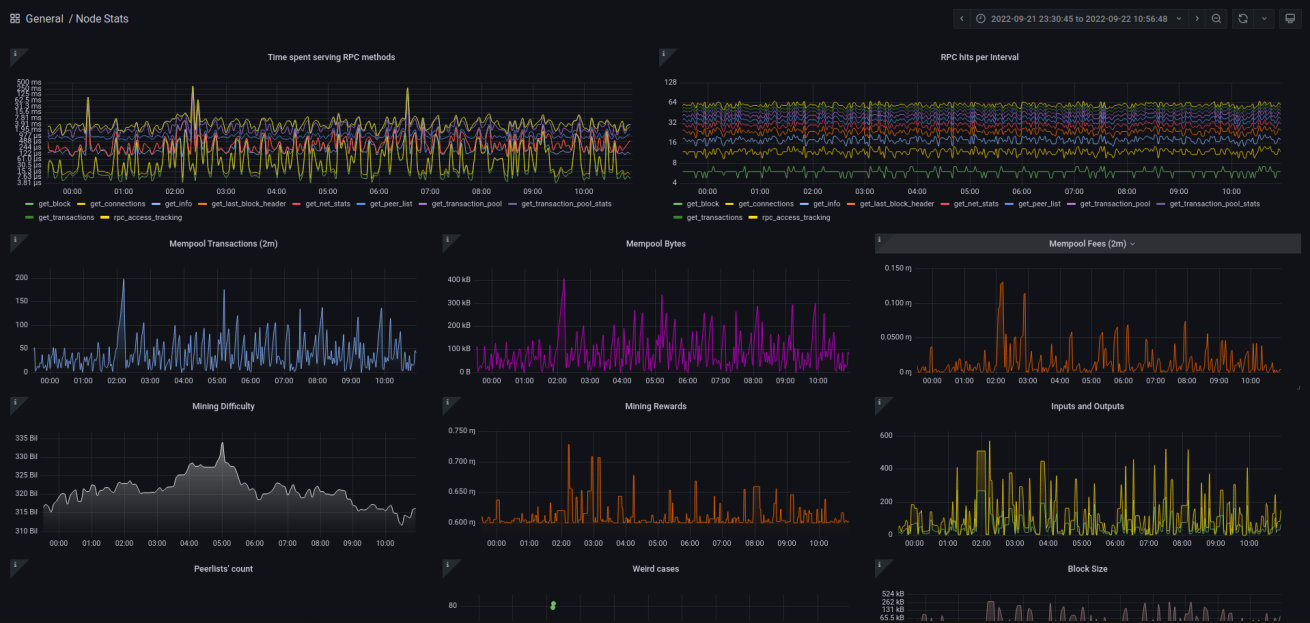 General / Node Stats
2022-09-21 23:30:45 to 2022-09-22 10:56:48
Time spent serving RPC methods
500 ms
250 ms
125 ms
62.5 ms
31.3 ms
15.6 ms
7.81 ms
3.91 ms
1.95 ms
977 µs
488 µs
244 µs
122 µs
61.0 µs
30.5 µs
15.3 µs
7.63 µs
3.81 µs
00:00 01:00 02:00 03:00 04:00 05:00 06:00 07:00 08:00 09:00 10:00
get_block get_connections get_info get_last_block_header get_net_stats get_peer_list get_transaction_pool get_transaction_pool_stats
get_transactions rpc_access_tracking
RPC hits per Interval
128
64
32
16
8
4
00:00 01:00 02:00 03:00 04:00 05:00 06:00 07:00 08:00 09:00 10:00
get_block get_connections get_info get_last_block_header get_net_stats get_peer_list get_transaction_pool get_transaction_pool_stats
get_transactions rpc_access_tracking
Mempool Transactions (2m)
200
150
100
50
0
00:00 01:00 02:00 03:00 04:00 05:00 06:00 07:00 08:00 09:00 10:00
Mempool Bytes
400 kB
300 kB
200 kB
100 kB
0 B
00:00 01:00 02:00 03:00 04:00 05:00 06:00 07:00 08:00 09:00 10:00
Mempool Fees (2m)
0.150 m
0.100 m
0.0500 m
0 m
00:00 01:00 02:00 03:00 04:00 05:00 06:00 07:00 08:00 09:00 10:00
Mining Difficulty
335 Bil
330 Bil
325 Bil
320 Bil
315 Bil
310 Bil
00:00 01:00 02:00 03:00 04:00 05:00 06:00 07:00 08:00 09:00 10:00
Mining Rewards
0.750 m
0.700 m
0.650 m
0.600 m
00:00 01:00 02:00 03:00 04:00 05:00 06:00 07:00 08:00 09:00 10:00
Inputs and Outputs
600
400
200
0
00:00 01:00 02:00 03:00 04:00 05:00 06:00 07:00 08:00 09:00 10:00
Peerlists' count
Weird cases
80
Block Size
524 kB
262 kB
131 kB
65.5 kB